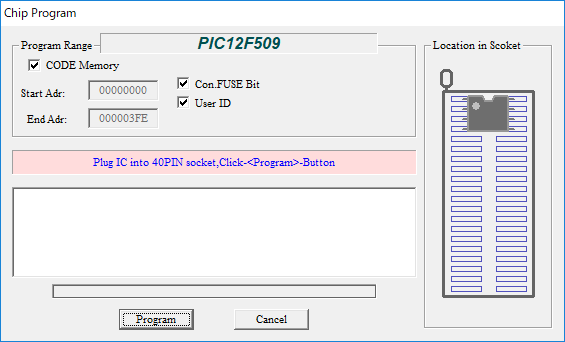 Chip Program
Program Range
PIC12F509
Location in Scoket
CODE Memory
Start Adr:
00000000
Con.FUSE Bit
End Adr:
000003FE
User ID
Plug IC into 40PIN socket,Click-<Program>-Button
Program
Cancel